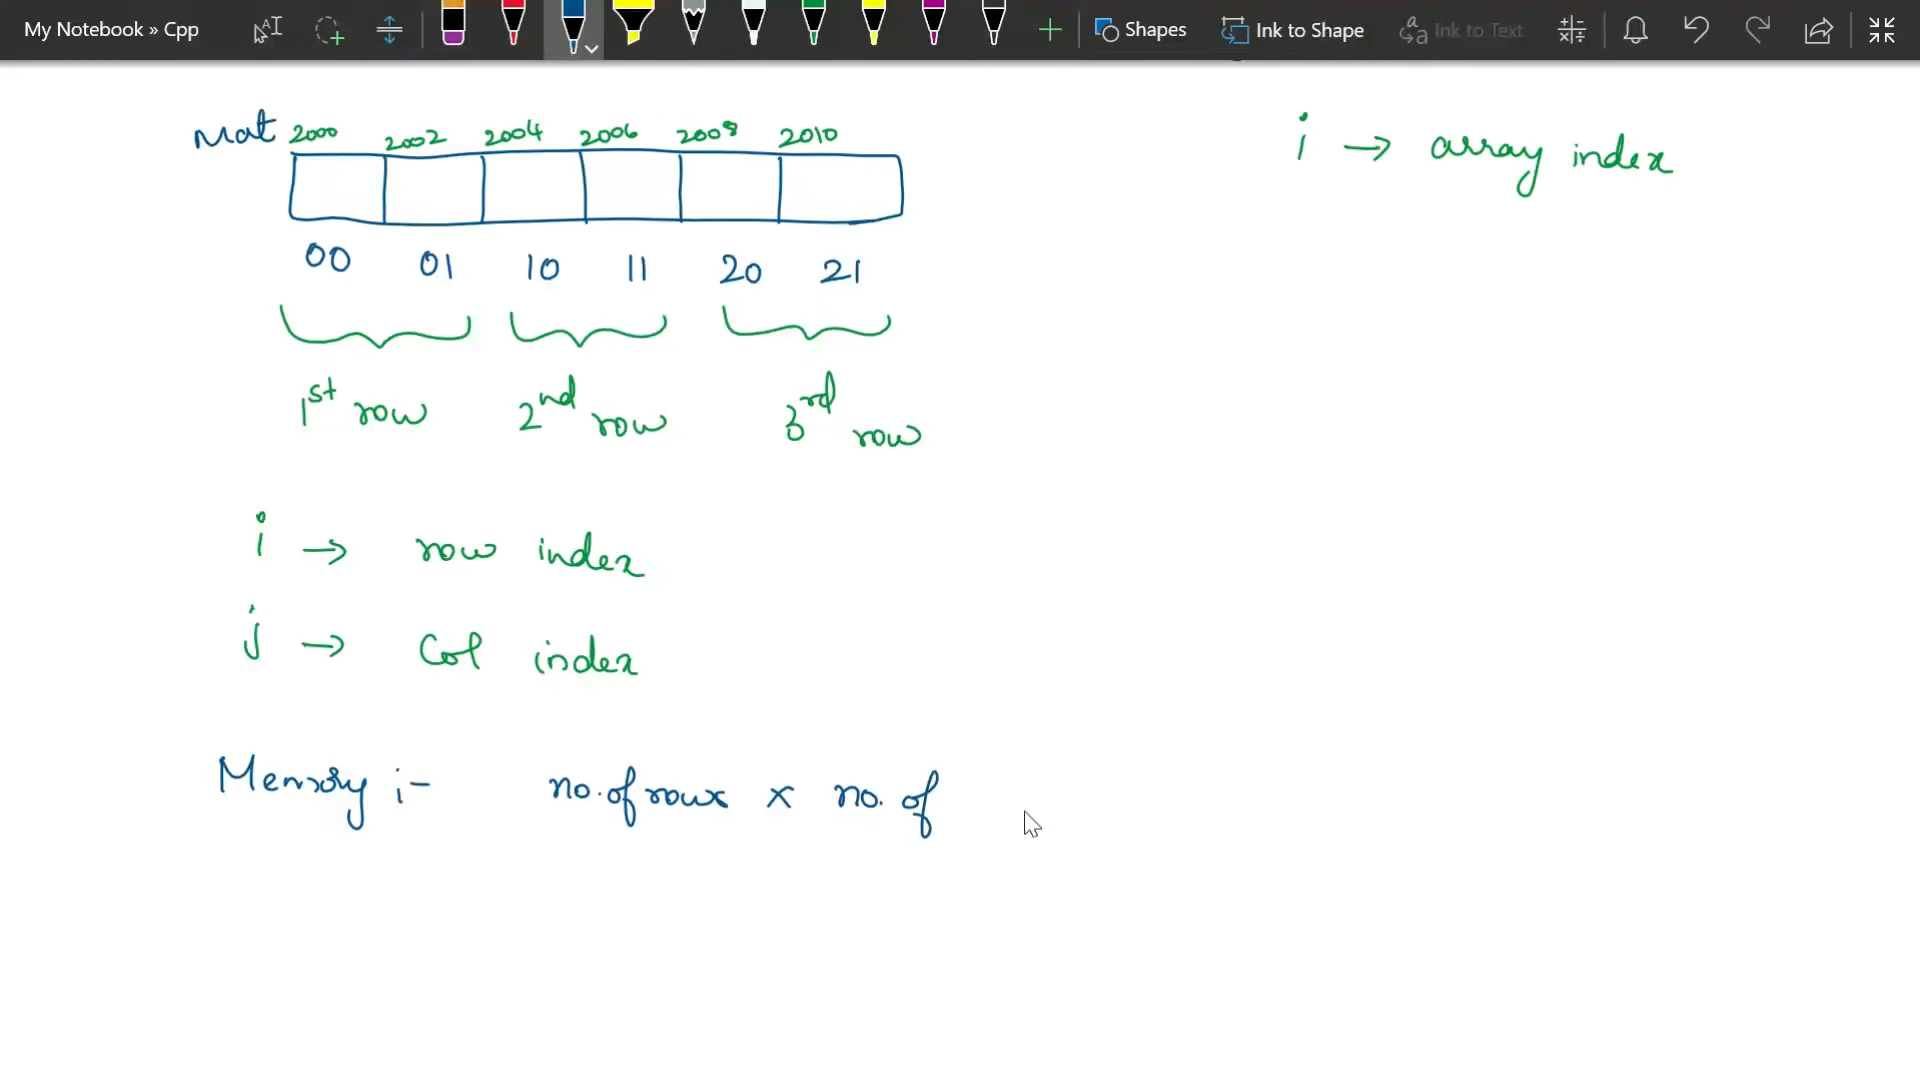 My Notebook » Cpp
Shapes
Ink to Shape
Ink to Text
Mat 2000 2002 2004 2006 2008 2010
00 01 10 11 20 21
1st row 2nd row 3rd row
i → row index
j → Col index
Memory :- no. of rows x no. of
i → array index